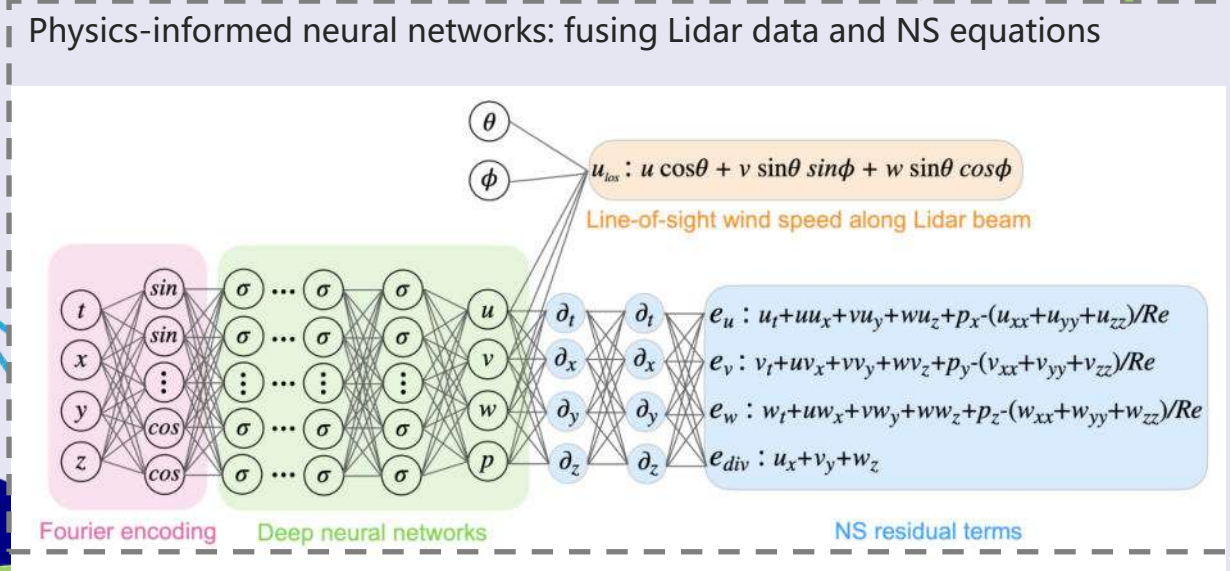 Physics-informed neural networks: fusing Lidar data and NS equations
θ
ϕ
u_los : u cosθ + v sinθ sinϕ + w sinθ cosϕ
Line-of-sight wind speed along Lidar beam
t
x
y
z
sin
sin
⋮
cos
cos
σ ... σ σ
σ ... σ σ
⋮ ... ⋮ ⋮
σ ... σ σ
σ ... σ σ
u
v
w
p
∂t ∂t
∂x ∂x
∂y ∂y
∂z ∂z
e_u : u_t+uu_x+vu_y+wu_z+p_x-(u_xx+u_yy+u_zz)/Re
e_v : v_t+uv_x+vv_y+wv_z+p_y-(v_xx+v_yy+v_zz)/Re
e_w : w_t+uw_x+vw_y+ww_z+p_z-(w_xx+w_yy+w_zz)/Re
e_div : u_x+v_y+w_z
Fourier encoding
Deep neural networks
NS residual terms